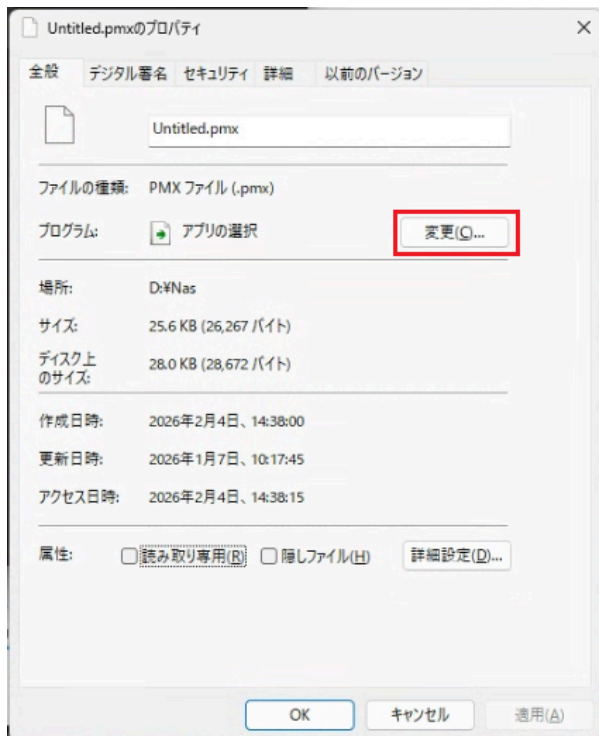 Untitled.pmxのプロパティ
全般 デジタル署名 セキュリティ 詳細 以前のバージョン
Untitled.pmx
ファイルの種類: PMX ファイル (.pmx)
プログラム: アプリの選択 変更(C)...
場所: D:¥Nas
サイズ: 25.6 KB (26,267 バイト)
ディスク上
のサイズ: 28.0 KB (28,672 バイト)
作成日時: 2026年2月4日、14:38:00
更新日時: 2026年1月7日、10:17:45
アクセス日時: 2026年2月4日、14:38:15
属性: 読み取り専用(R) 隠しファイル(H) 詳細設定(D)...
OK キャンセル 適用(A)